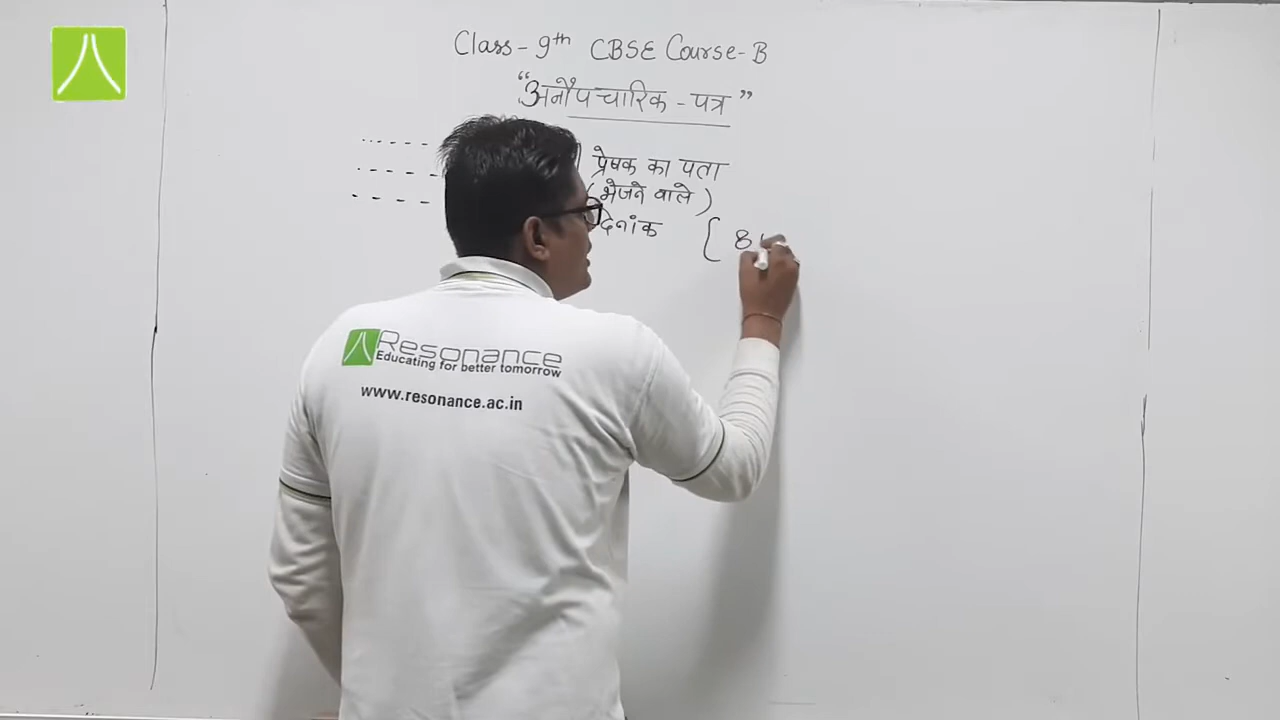 Class-9th CBSE Course-B
"अनौपचारिक-पत्र"
प्रेषक का पता
(भेजने वाले)
दिनांक { 8
Resonance
Educating for better tomorrow
www.resonance.ac.in